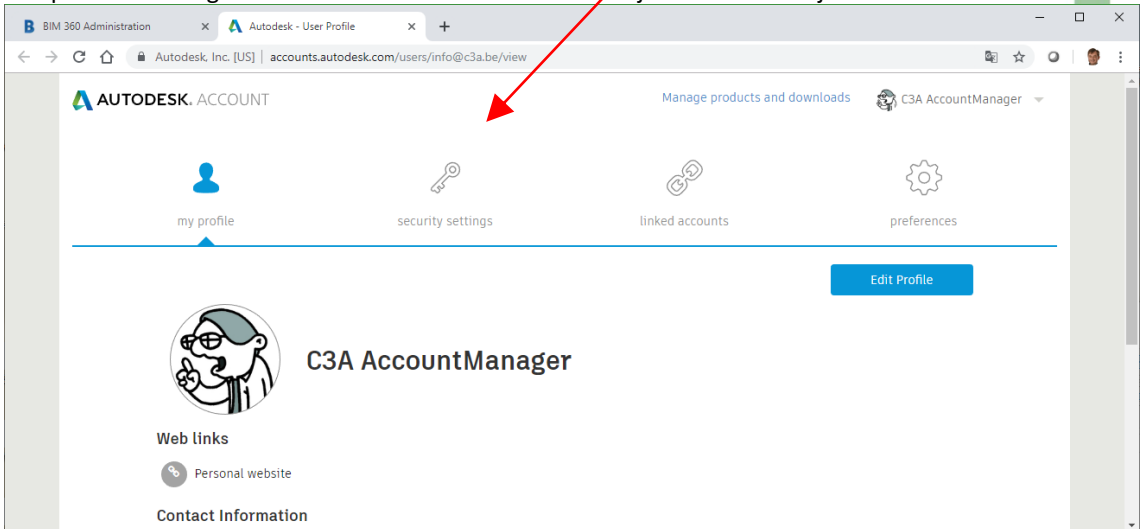 BIM 360 Administration
Autodesk - User Profile
Autodesk, Inc. [US] | accounts.autodesk.com/users/info@c3a.be/view
AUTODESK. ACCOUNT
Manage products and downloads
C3A AccountManager
my profile
security settings
linked accounts
preferences
Edit Profile
C3A AccountManager
Web links
Personal website
Contact Information